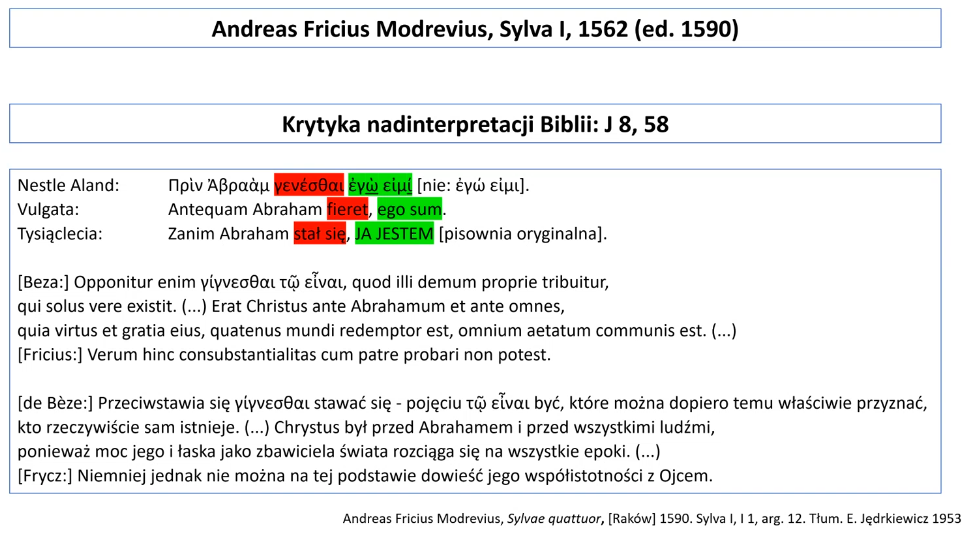 Andreas Fricius Modrevius, Sylva I, 1562 (ed. 1590)
Krytyka nadinterpretacji Biblii: J 8, 58
Nestle Aland: Πρὶν Ἀβραὰμ γενέσθαι ἐγὼ εἰμί [nie: ἐγώ εἰμι].
Vulgata: Antequam Abraham fieret, ego sum.
Tysiąclecia: Zanim Abraham stał się, JA JESTEM [pisownia oryginalna].
[Beza:] Opponitur enim γίγνεσθαι τῷ εἶναι, quod illi demum proprie tribuitur,
qui solus vere existit. (...) Erat Christus ante Abrahamum et ante omnes,
quia virtus et gratia eius, quatenus mundi redemptor est, omnium aetatum communis est. (...)
[Fricius:] Verum hinc consubstantialitas cum patre probari non potest.
[de Bèze:] Przeciwstawia się γίγνεσθαι stawać się - pojęciu τῷ εἶναι być, które można dopiero temu właściwie przyznać,
kto rzeczywiście sam istnieje. (...) Chrystus był przed Abrahamem i przed wszystkimi ludźmi,
ponieważ moc jego i łaska jako zbawiciela świata rozciąga się na wszystkie epoki. (...)
[Frycz:] Niemniej jednak nie można na tej podstawie dowieść jego współistotności z Ojcem.
Andreas Fricius Modrevius, Sylvae quattuor, [Raków] 1590. Sylva I, I 1, arg. 12. Tłum. E. Jędrkiewicz 1953